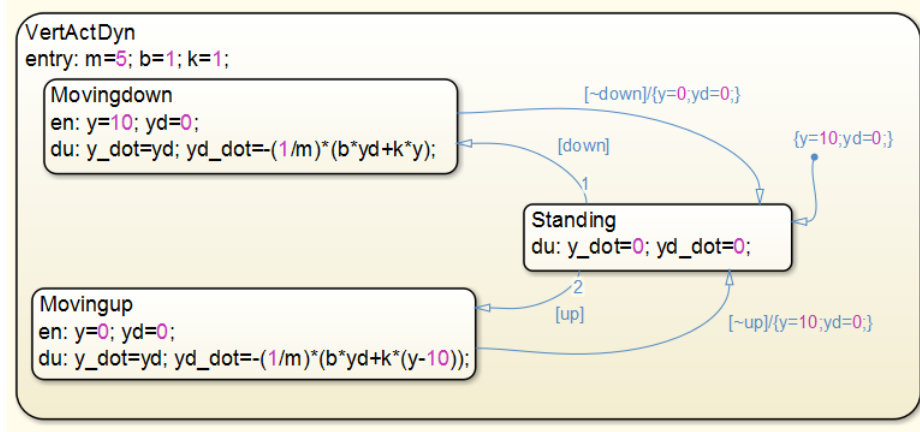 VertActDyn
entry: m=5; b=1; k=1;
Movingdown
en: y=10; yd=0;
du: y_dot=yd; yd_dot=-(1/m)*(b*yd+k*y);
[~down]/{y=0;yd=0;}
{y=10;yd=0;}
[down]
1
Standing
du: y_dot=0; yd_dot=0;
2
[up]
[~up]/{y=10;yd=0;}
Movingup
en: y=0; yd=0;
du: y_dot=yd; yd_dot=-(1/m)*(b*yd+k*(y-10));